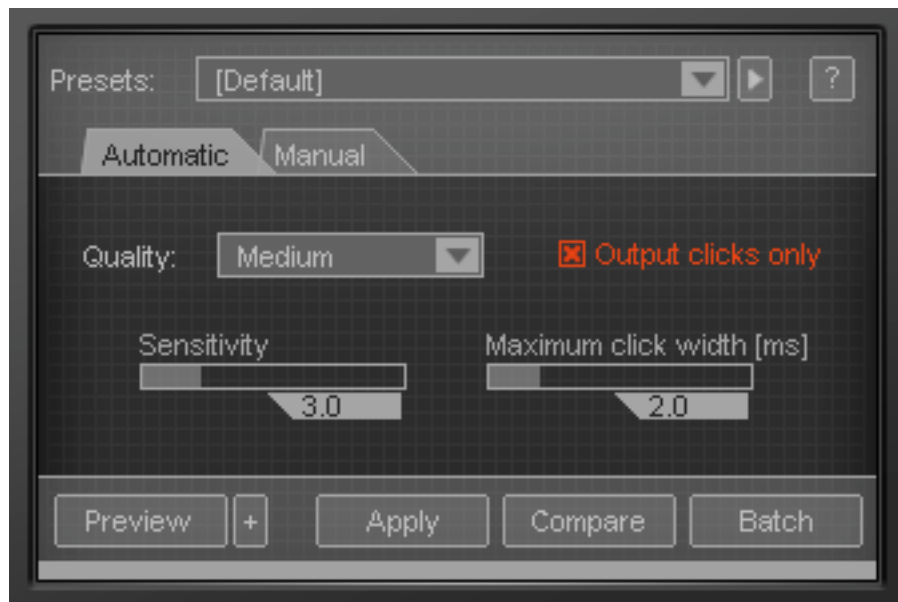 Presets: [Default] ?
Automatic Manual
Quality: Medium Output clicks only
Sensitivity Maximum click width [ms]
3.0 2.0
Preview + Apply Compare Batch